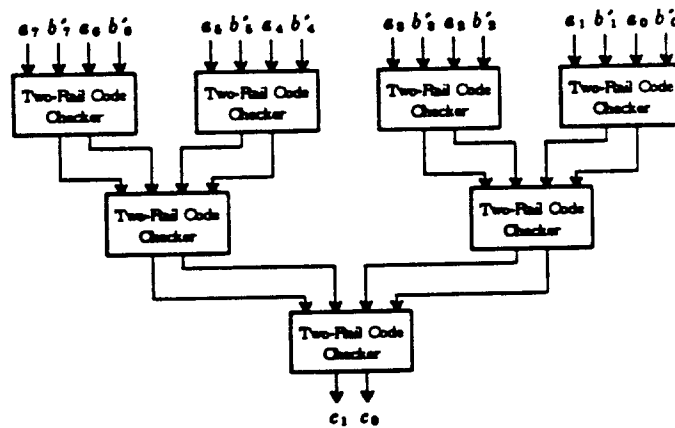 a₇ b′₇ a₆ b′₆
a₅ b′₅ a₄ b′₄
a₃ b′₃ a₂ b′₂
a₁ b′₁ a₀ b′₀
Two-Rail Code
Checker
Two-Rail Code
Checker
Two-Rail Code
Checker
Two-Rail Code
Checker
Two-Rail Code
Checker
Two-Rail Code
Checker
Two-Rail Code
Checker
c₁ c₀